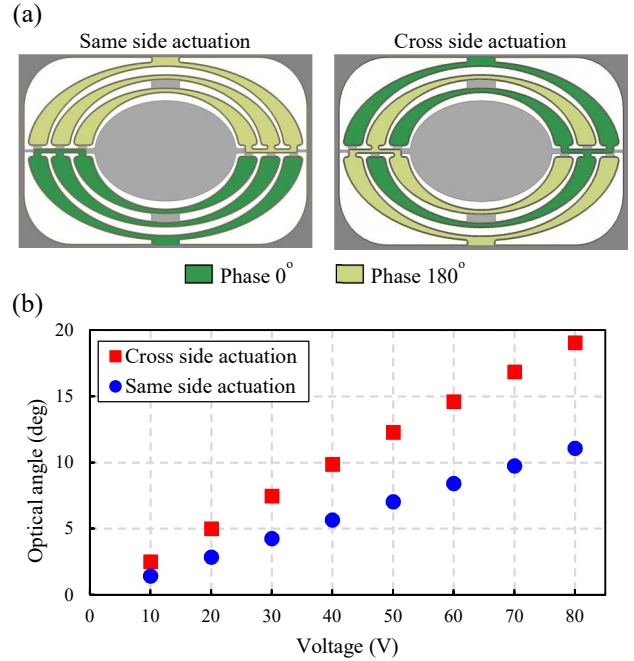 (a)
Same side actuation
Cross side actuation
Phase 0°
Phase 180°
(b)
20
15
10
5
0
Optical angle (deg)
Cross side actuation
Same side actuation
0 10 20 30 40 50 60 70 80
Voltage (V)